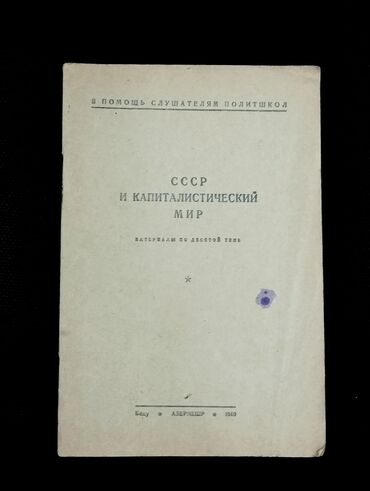 В ПОМОЩЬ СЛУШАТЕЛЯМ ПОЛИТШКОЛ
СССР
И КАПИТАЛИСТИЧЕСКИЙ
МИР
МАТЕРИАЛЫ ПО ДЕСЯТОЙ ТЕМЕ
*
Баку * АЗЕРНЕШР *